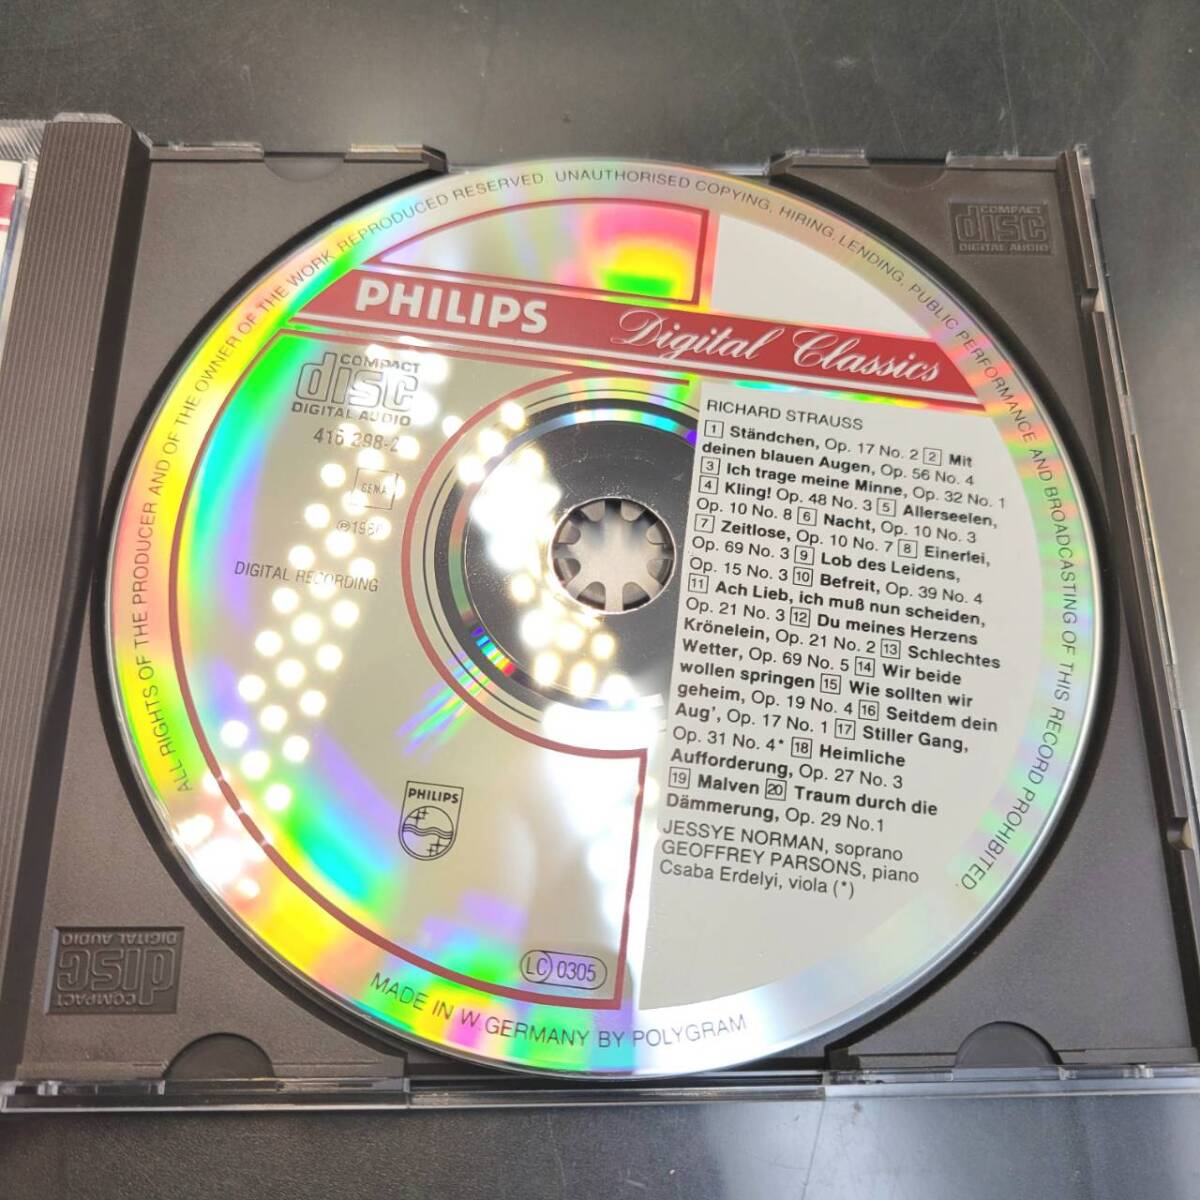 ALL RIGHTS OF THE PRODUCER AND OF THE OWNER OF THE WORK REPRODUCED RESERVED. UNAUTHORISED COPYING, HIRING, LENDING, PUBLIC PERFORMANCE AND BROADCASTING OF THIS RECORD PROHIBITED.
PHILIPS Digital Classics
COMPACT
disc
DIGITAL AUDIO
416 298-2
GEMA
DIGITAL RECORDING
RICHARD STRAUSS
1 Ständchen, Op. 17 No. 2 2 Mit
deinen blauen Augen, Op. 56 No. 4
3 Ich trage meine Minne, Op. 32 No. 1
4 Kling! Op. 48 No. 3 5 Allerseelen,
Op. 10 No. 8 6 Nacht, Op. 10 No. 3
7 Zeitlose, Op. 10 No. 7 8 Einerlei,
Op. 69 No. 3 9 Lob des Leidens,
Op. 15 No. 3 10 Befreit, Op. 39 No. 4
11 Ach Lieb, ich muß nun scheiden,
Op. 21 No. 3 12 Du meines Herzens
Krönelein, Op. 21 No. 2 13 Schlechtes
Wetter, Op. 69 No. 5 14 Wir beide
wollen springen 15 Wie sollten wir
geheim, Op. 19 No. 4 16 Seitdem dein
Aug', Op. 17 No. 1 17 Stiller Gang,
Op. 31 No. 4* 18 Heimliche
Aufforderung, Op. 27 No. 3
19 Malven 20 Traum durch die
Dämmerung, Op. 29 No.1
JESSYE NORMAN, soprano
GEOFFREY PARSONS, piano
Csaba Erdelyi, viola (*)
PHILIPS
LC 0305
MADE IN W. GERMANY BY POLYGRAM
COMPACT
disc
DIGITAL AUDIO
COMPACT
disc
DIGITAL AUDIO